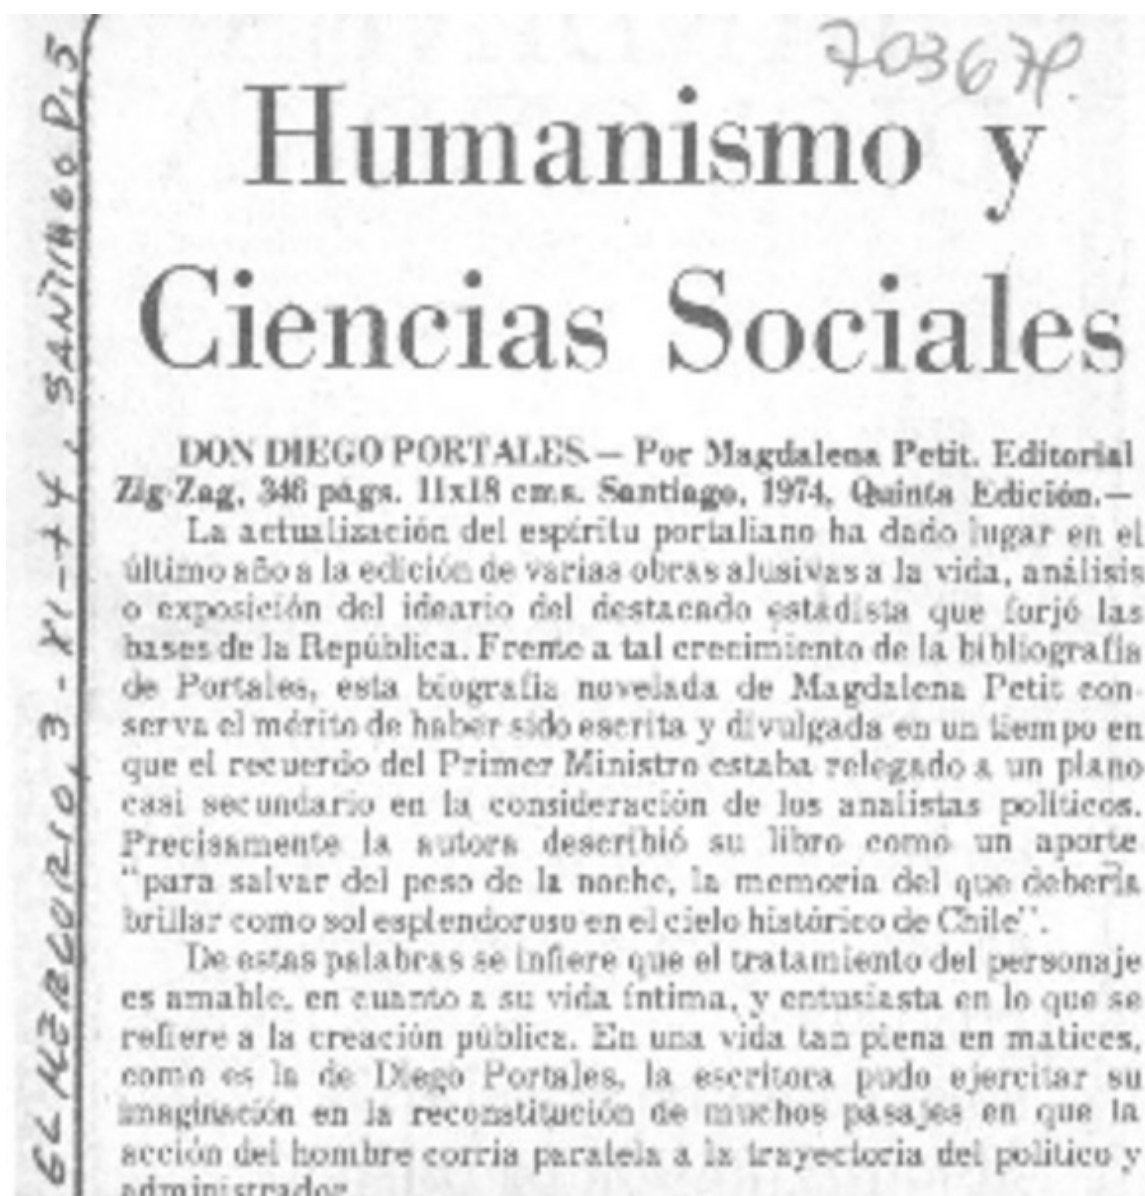 703679.
Humanismo y
Ciencias Sociales
DON DIEGO PORTALES.— Por Magdalena Petit. Editorial
Zig-Zag, 346 págs. 11x18 cms. Santiago, 1974, Quinta Edición.—
La actualización del espíritu portaliano ha dado lugar en el
último año a la edición de varias obras alusivas a la vida, análisis
o exposición del ideario del destacado estadista que forjó las
bases de la República. Frente a tal crecimiento de la bibliografía
de Portales, esta biografía novelada de Magdalena Petit con-
serva el mérito de haber sido escrita y divulgada en un tiempo en
que el recuerdo del Primer Ministro estaba relegado a un plano
casi secundario en la consideración de los analistas políticos.
Precisamente la autora describió su libro como un aporte
"para salvar del peso de la noche, la memoria del que debería
brillar como sol esplendoroso en el cielo histórico de Chile".
De estas palabras se infiere que el tratamiento del personaje
es amable, en cuanto a su vida íntima, y entusiasta en lo que se
refiere a la creación pública. En una vida tan plena en matices,
como es la de Diego Portales, la escritora pudo ejercitar su
imaginación en la reconstitución de muchos pasajes en que la
acción del hombre corría paralela a la trayectoria del político y
administrador.
EL MERCURIO, 3-XI-74, SANTIAGO P.5